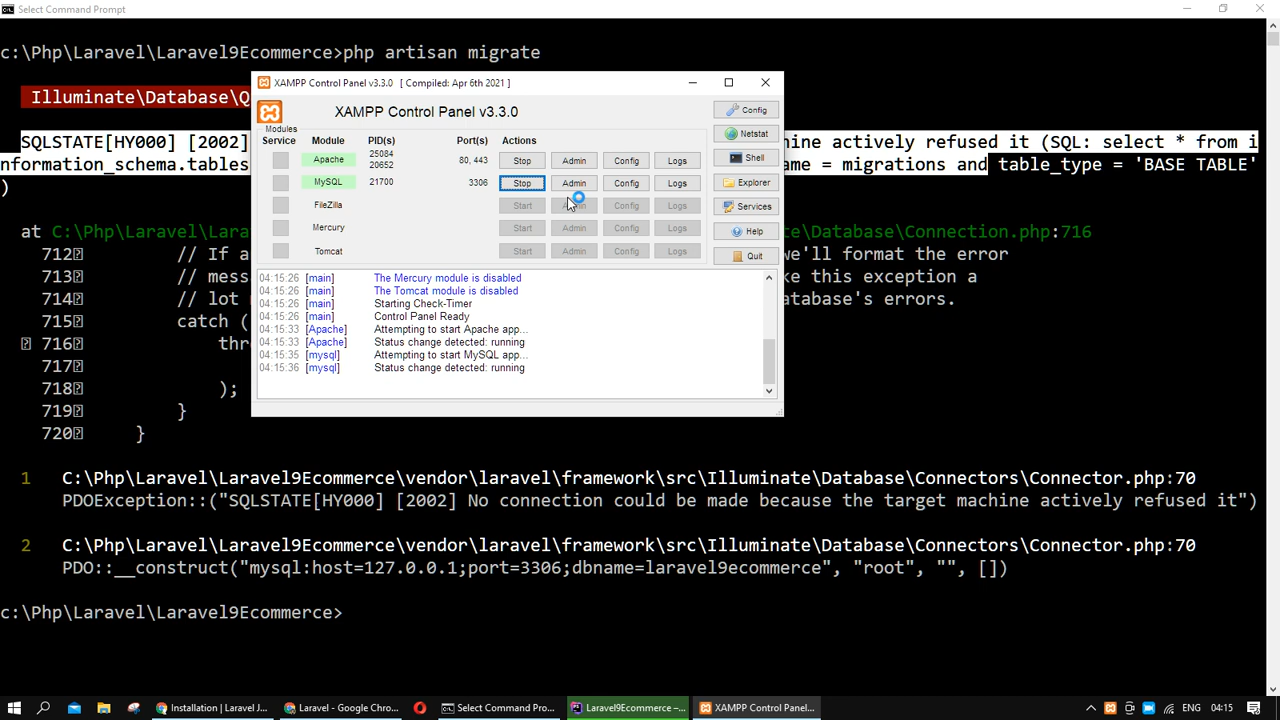 Select Command Prompt
c:\Php\Laravel\Laravel9Ecommerce>php artisan migrate
Illuminate\Database\Q
SQLSTATE[HY000] [2002]
ine actively refused it (SQL: select * from i
nformation_schema.tables
ame = migrations and table_type = 'BASE TABLE'
)
at C:\Php\Laravel\Lara
\Database\Connection.php:716
712 // If a
we'll format the error
713 // mess
ke this exception a
714 // lot
atabase's errors.
715 catch (
716 thr
717
718 );
719 }
720 }
1 C:\Php\Laravel\Laravel9Ecommerce\vendor\laravel\framework\src\Illuminate\Database\Connectors\Connector.php:70
PDOException::("SQLSTATE[HY000] [2002] No connection could be made because the target machine actively refused it")
2 C:\Php\Laravel\Laravel9Ecommerce\vendor\laravel\framework\src\Illuminate\Database\Connectors\Connector.php:70
PDO::__construct("mysql:host=127.0.0.1;port=3306;dbname=laravel9ecommerce", "root", "", [])
c:\Php\Laravel\Laravel9Ecommerce>
XAMPP Control Panel v3.3.0 [ Compiled: Apr 6th 2021 ]
XAMPP Control Panel v3.3.0
Config
Modules
Service Module PID(s) Port(s) Actions
Netstat
Apache 25084 20652 80, 443 Stop Admin Config Logs
Shell
MySQL 21700 3306 Stop Admin Config Logs
Explorer
FileZilla Start Admin Config Logs
Services
Mercury Start Admin Config Logs
Help
Tomcat Start Admin Config Logs
Quit
04:15:26 [main] The Mercury module is disabled
04:15:26 [main] The Tomcat module is disabled
04:15:26 [main] Starting Check-Timer
04:15:26 [main] Control Panel Ready
04:15:33 [Apache] Attempting to start Apache app...
04:15:33 [Apache] Status change detected: running
04:15:35 [mysql] Attempting to start MySQL app...
04:15:36 [mysql] Status change detected: running
Installation | Laravel J... Laravel - Google Chro... Select Command Pro... Laravel9Ecommerce –... XAMPP Control Panel... ENG 04:15